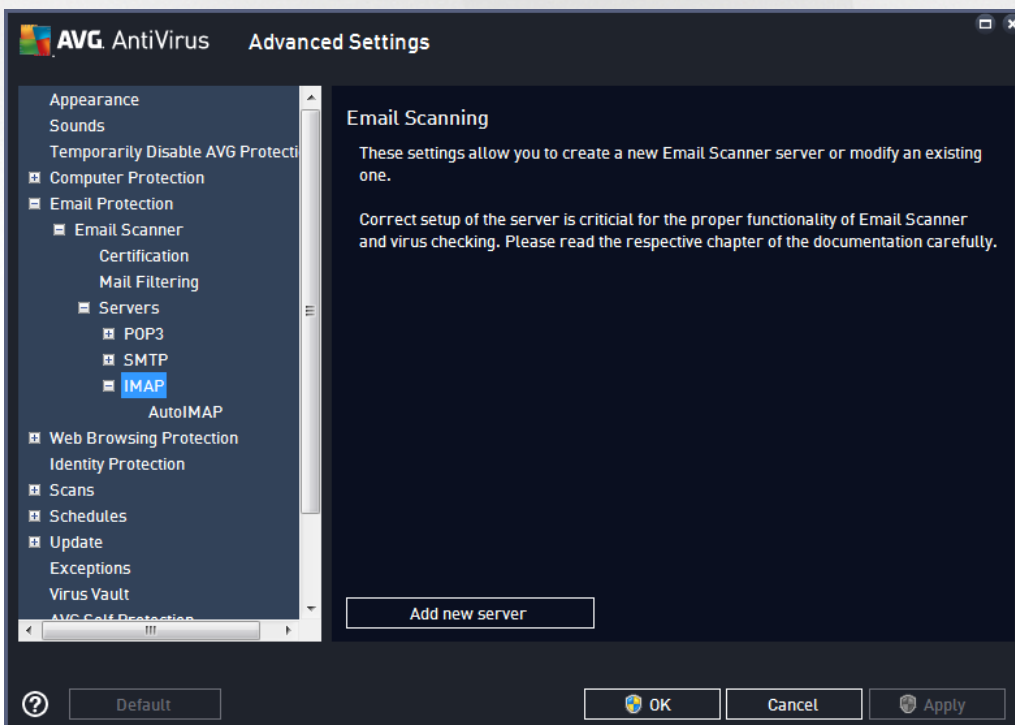 AVG. AntiVirus Advanced Settings
Appearance
Sounds
Temporarily Disable AVG Protecti
Computer Protection
Email Protection
Email Scanner
Certification
Mail Filtering
Servers
POP3
SMTP
IMAP
AutoIMAP
Web Browsing Protection
Identity Protection
Scans
Schedules
Update
Exceptions
Virus Vault
AVG Self Protection
Email Scanning
These settings allow you to create a new Email Scanner server or modify an existing
one.
Correct setup of the server is criticial for the proper functionality of Email Scanner
and virus checking. Please read the respective chapter of the documentation carefully.
Add new server
Default
OK
Cancel
Apply